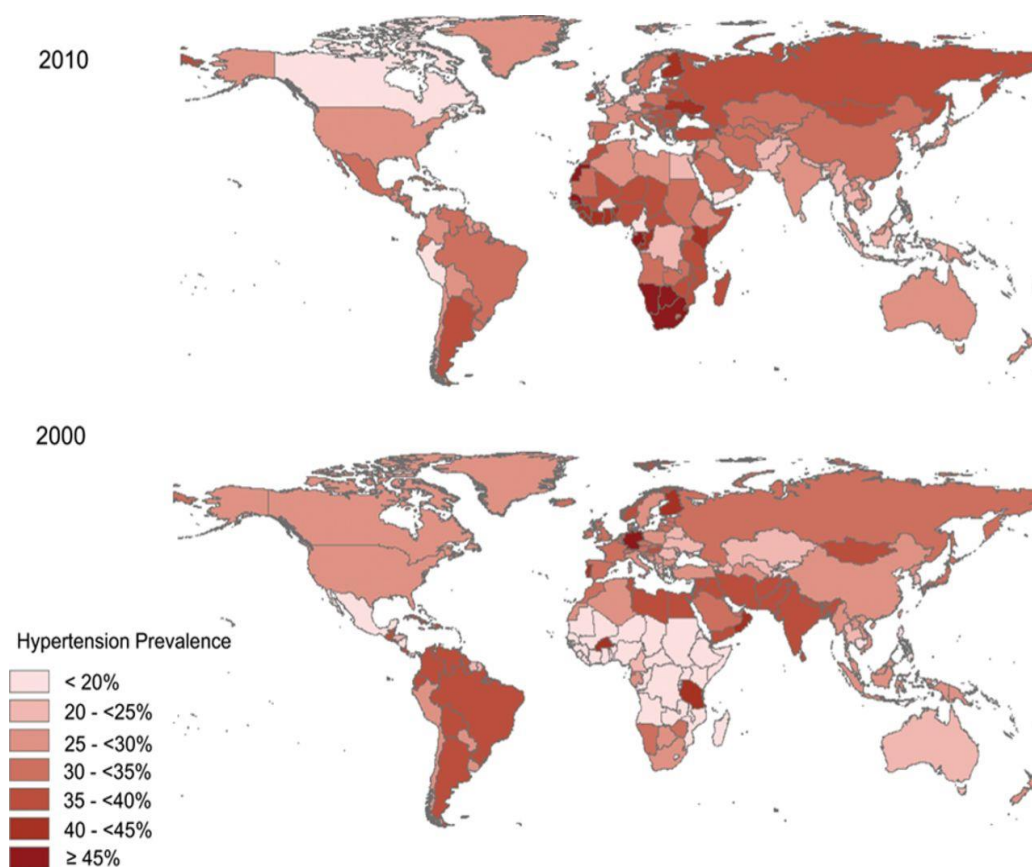 2010
2000
Hypertension Prevalence
< 20%
20 - <25%
25 - <30%
30 - <35%
35 - <40%
40 - <45%
≥ 45%